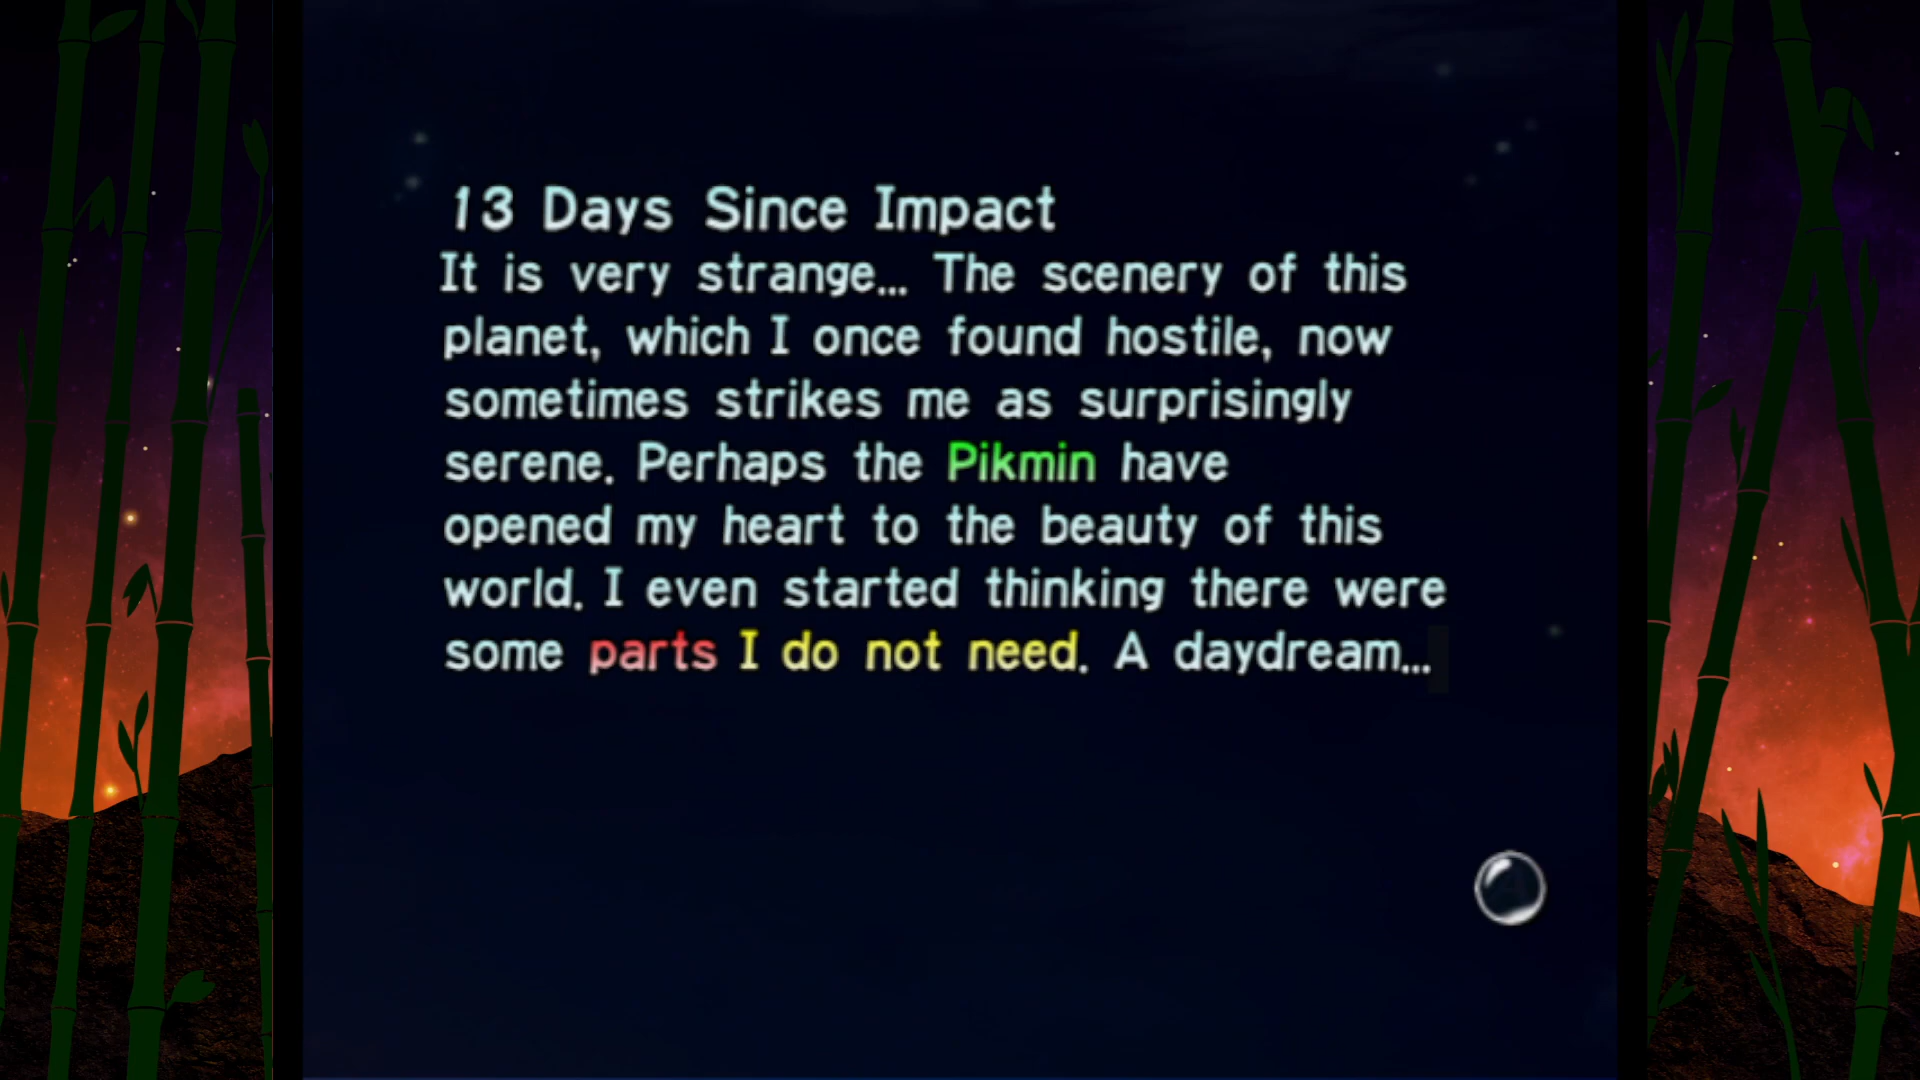 13 Days Since Impact
It is very strange... The scenery of this
planet, which I once found hostile, now
sometimes strikes me as surprisingly
serene. Perhaps the Pikmin have
opened my heart to the beauty of this
world. I even started thinking there were
some parts I do not need. A daydream...